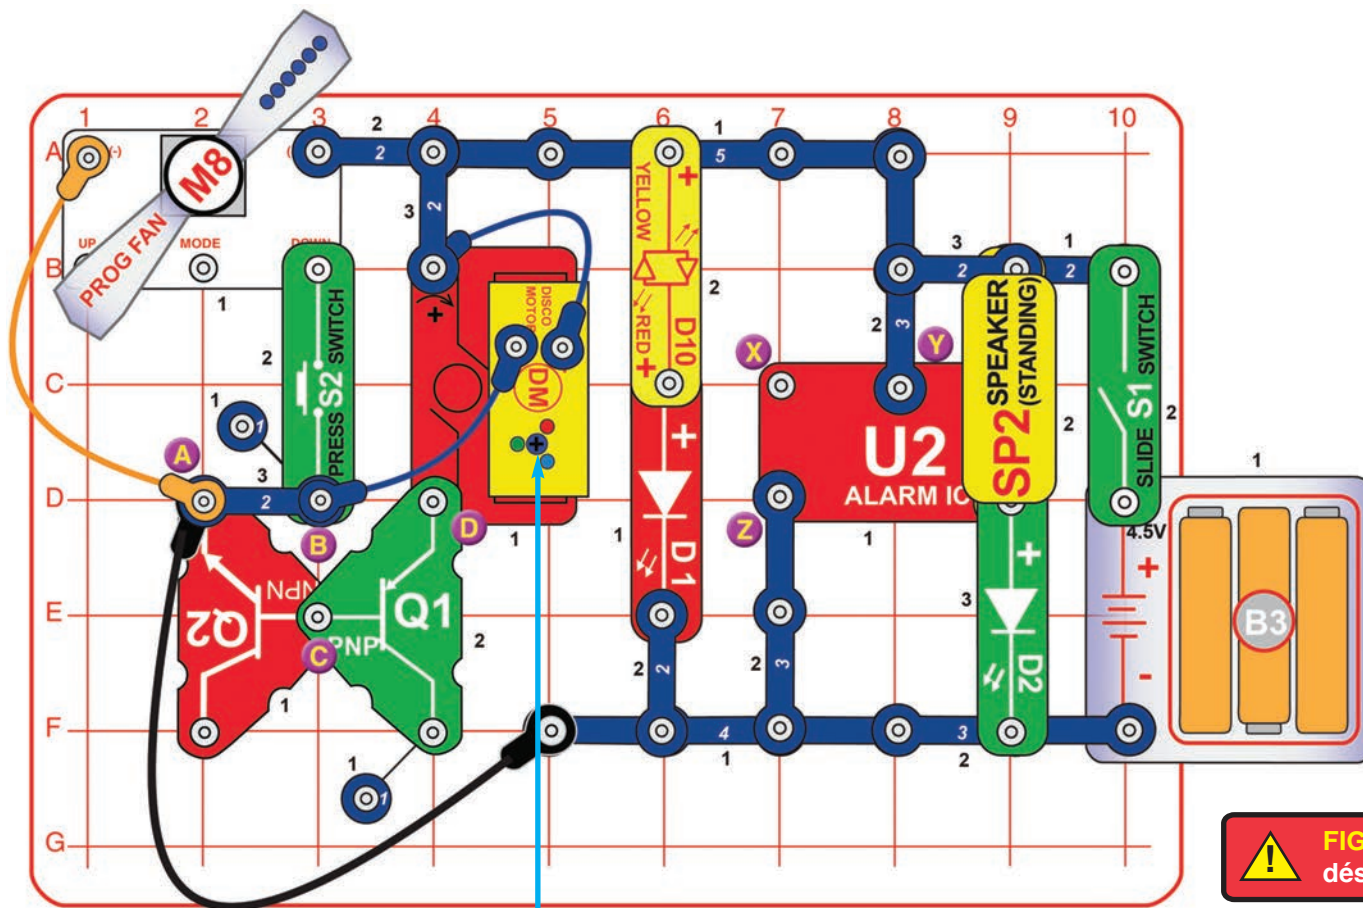 1 2 3 4 5 6 7 8 9 10
A
B
C
D
E
F
G
(-)
(
M8
PROG FAN
UP
MODE
DOWN
1
2
2
3
2
1
5
3
2
1
2
2
3
PRESS S2 SWITCH
2
1
1
3
2
A
B
C
D
DISCO
MOTOR
DM
+
+
1
YELLOW
+
RED
+
D10
2
+
D1
1
X
Y
Z
U2
ALARM IC
1
SP2
SPEAKER
(STANDING)
2
SLIDE S1 SWITCH
2
1
4.5V
+
-
B3
NPN
Q2
1
PNP
Q1
2
1
1
2
2
2
3
4
1
3
2
+
D2
3
!
FIG
dés